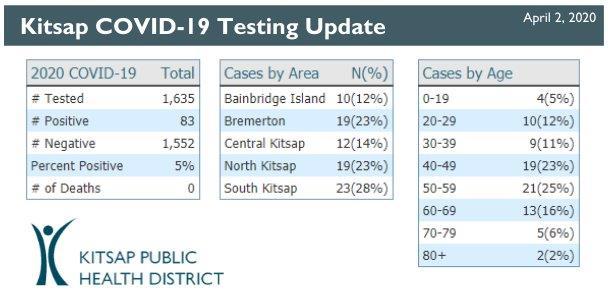 Kitsap COVID-19 Testing Update
April 2, 2020
2020 COVID-19 Total
# Tested 1,635
# Positive 83
# Negative 1,552
Percent Positive 5%
# of Deaths 0
Cases by Area N(%)
Bainbridge Island 10(12%)
Bremerton 19(23%)
Central Kitsap 12(14%)
North Kitsap 19(23%)
South Kitsap 23(28%)
Cases by Age
0-19 4(5%)
20-29 10(12%)
30-39 9(11%)
40-49 19(23%)
50-59 21(25%)
60-69 13(16%)
70-79 5(6%)
80+ 2(2%)
KITSAP PUBLIC
HEALTH DISTRICT